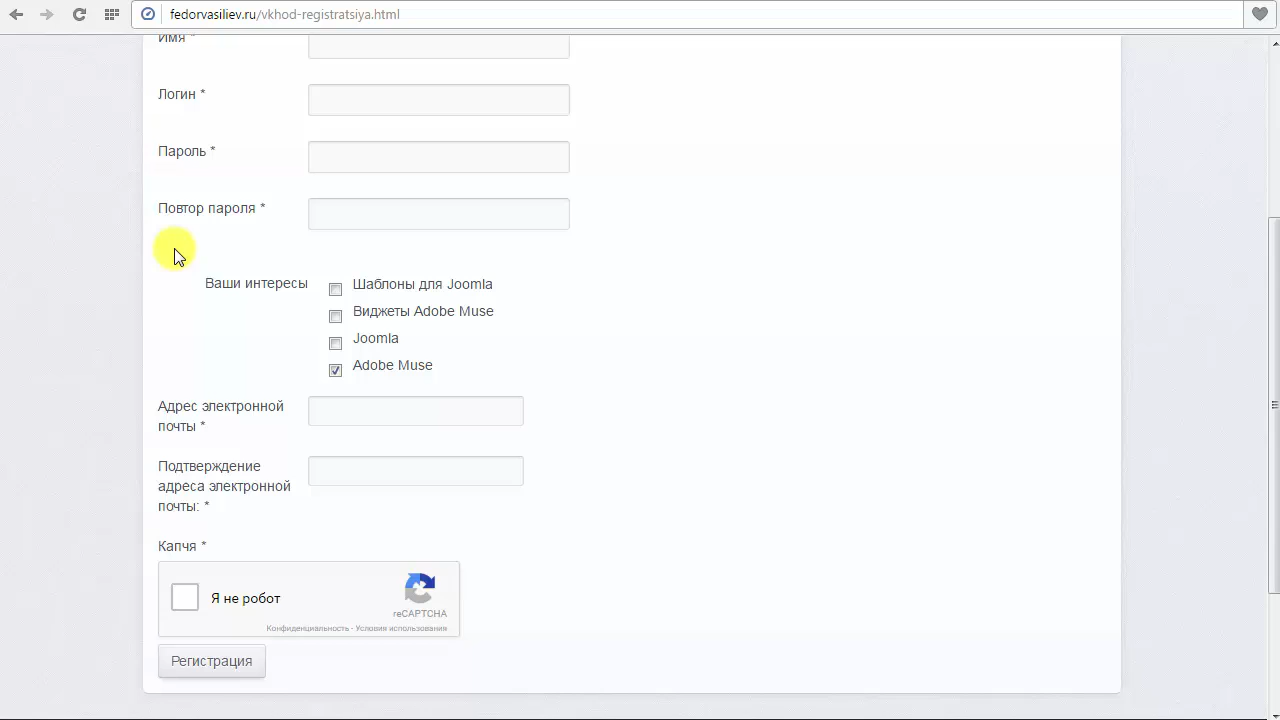 fedorvasiliev.ru/vkhod-registratsiya.html
Имя *
Логин *
Пароль *
Повтор пароля *
Ваши интересы
Шаблоны для Joomla
Виджеты Adobe Muse
Joomla
Adobe Muse
Адрес электронной
почты *
Подтверждение
адреса электронной
почты: *
Капча *
Я не робот
reCAPTCHA
Конфиденциальность - Условия использования
Регистрация